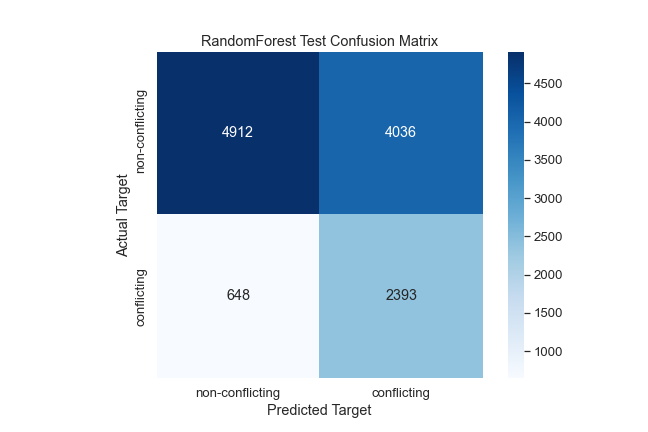 RandomForest Test Confusion Matrix
Actual Target
non-conflicting
conflicting
4912
4036
648
2393
non-conflicting
conflicting
Predicted Target
4500
4000
3500
3000
2500
2000
1500
1000